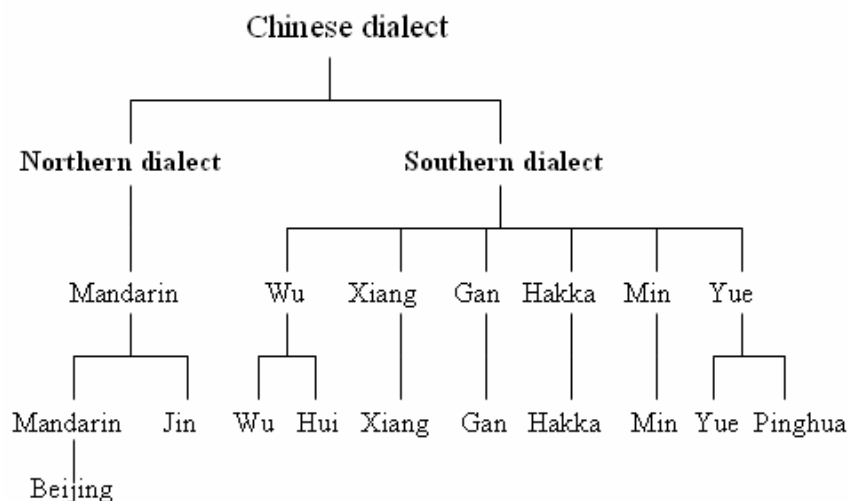 Chinese dialect
Northern dialect Southern dialect
Mandarin Wu Xiang Gan Hakka Min Yue
Mandarin Jin Wu Hui Xiang Gan Hakka Min Yue Pinghua
Beijing